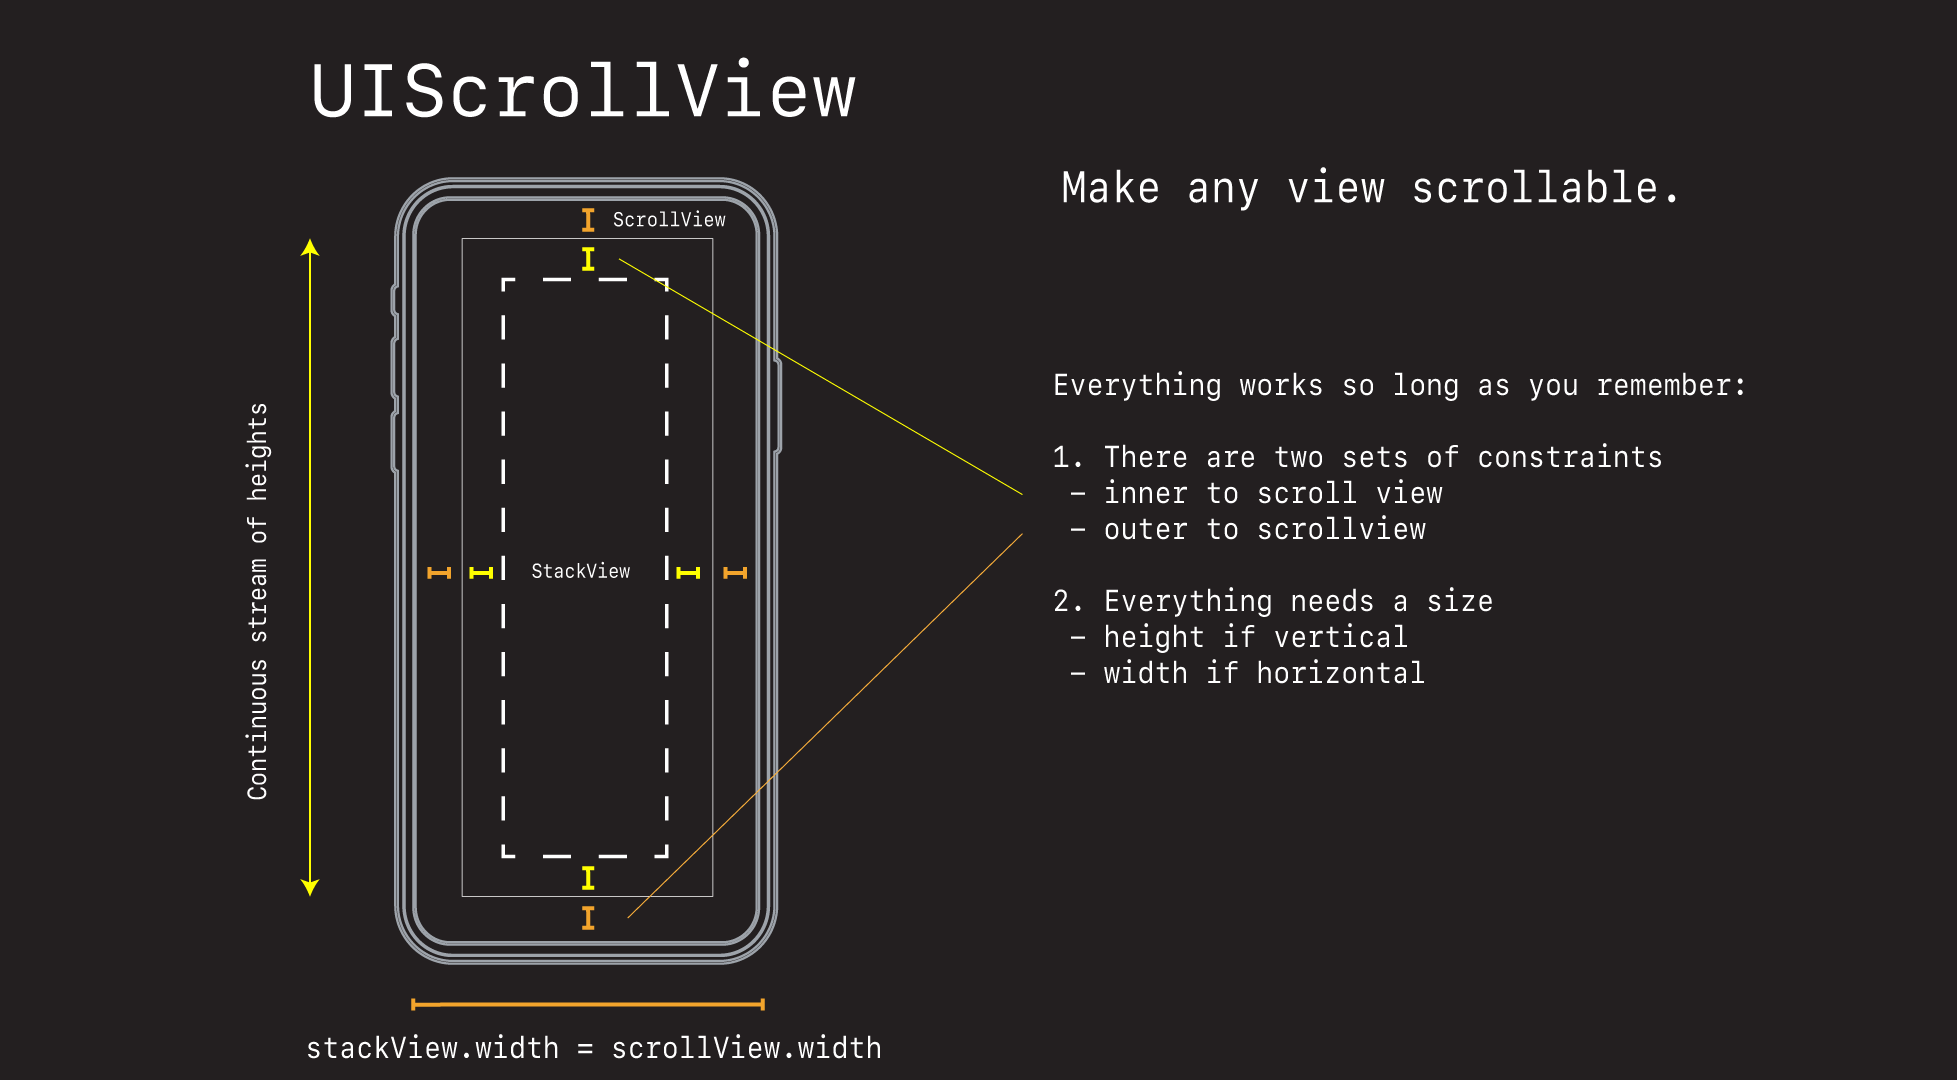 UIScrollView
Make any view scrollable.
ScrollView
StackView
Continuous stream of heights
stackView.width = scrollView.width
Everything works so long as you remember:
1. There are two sets of constraints
– inner to scroll view
– outer to scrollview
2. Everything needs a size
– height if vertical
– width if horizontal